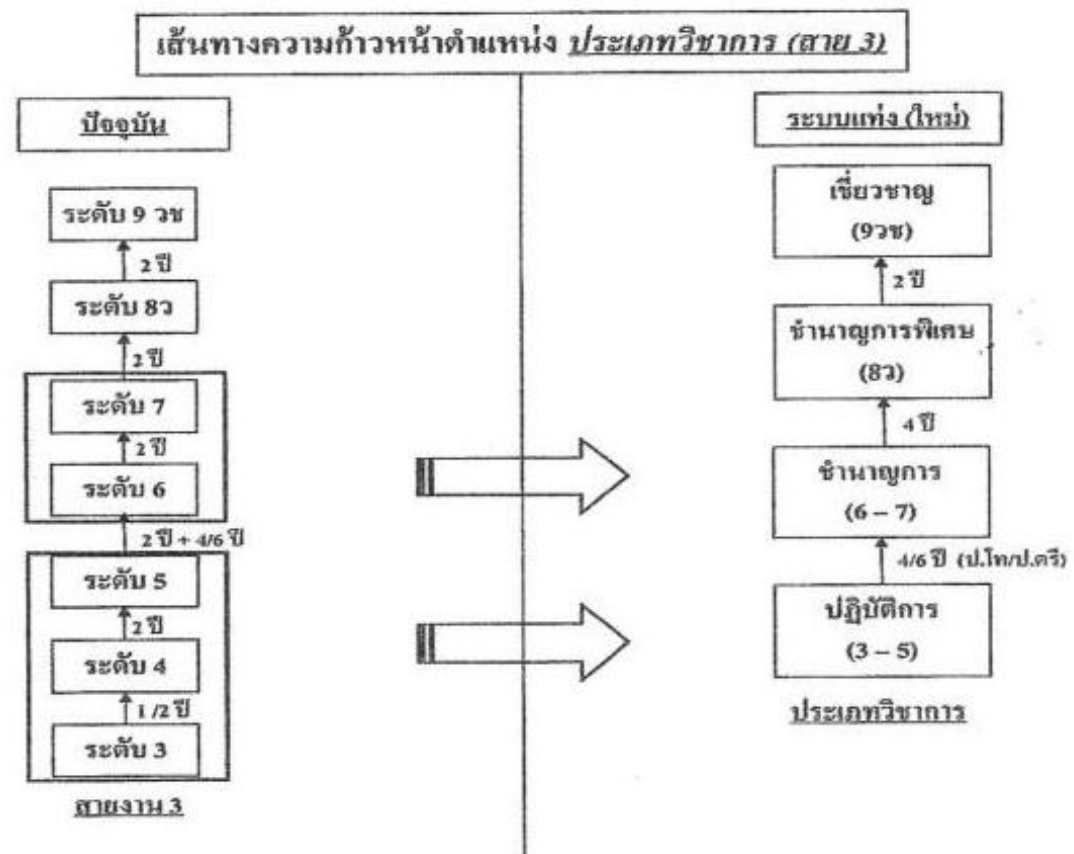 เส้นทางความก้าวหน้าตำแหน่ง ประเภทวิชาการ (สาย 3)
ปัจจุบัน
ระดับ 9 วช
2 ปี
ระดับ 8ว
2 ปี
ระดับ 7
2 ปี
ระดับ 6
2 ปี + 4/6 ปี
ระดับ 5
2 ปี
ระดับ 4
1 /2 ปี
ระดับ 3
สายงาน 3
ระบบแท่ง (ใหม่)
เชี่ยวชาญ
(9วช)
2 ปี
ชำนาญการพิเศษ
(8ว)
4 ปี
ชำนาญการ
(6 – 7)
4/6 ปี (ป.โท/ป.ตรี)
ปฏิบัติการ
(3 – 5)
ประเภทวิชาการ